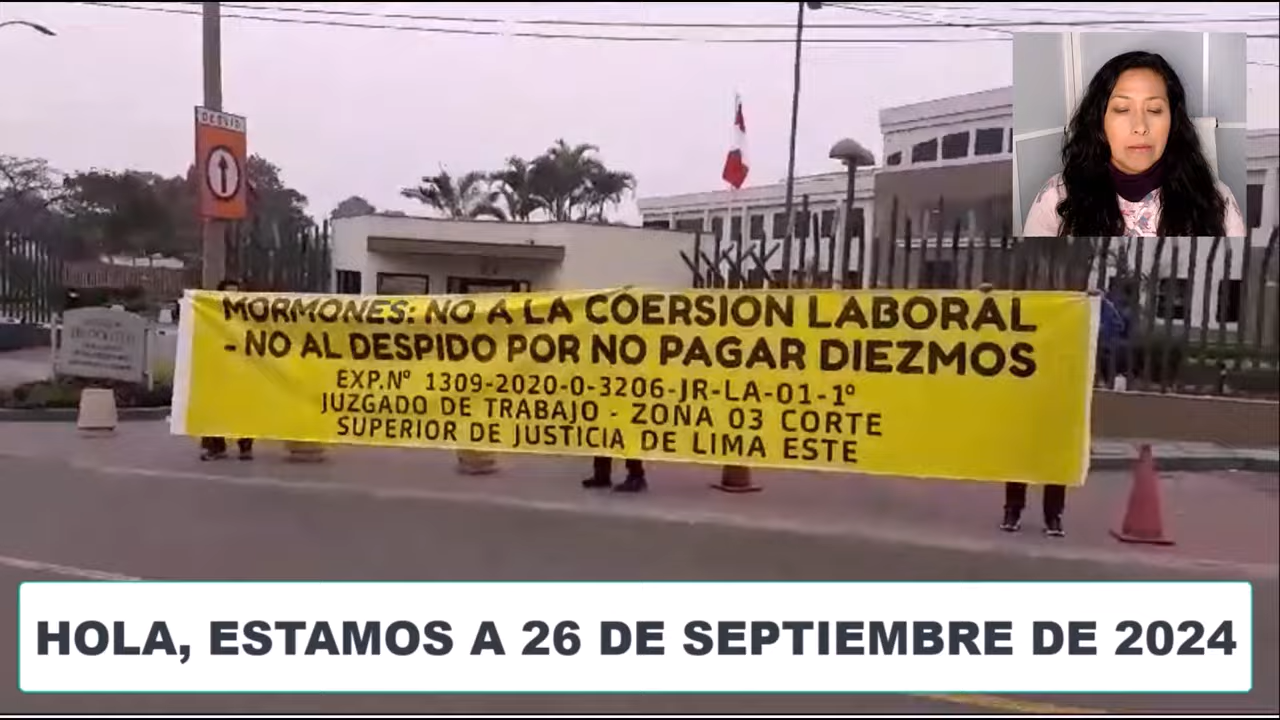 DESVIO
MORMONES: NO A LA COERSION LABORAL
- NO AL DESPIDO POR NO PAGAR DIEZMOS
EXP.Nº 1309-2020-0-3206-JR-LA-01-1º
JUZGADO DE TRABAJO - ZONA 03 CORTE
SUPERIOR DE JUSTICIA DE LIMA ESTE
HOLA, ESTAMOS A 26 DE SEPTIEMBRE DE 2024